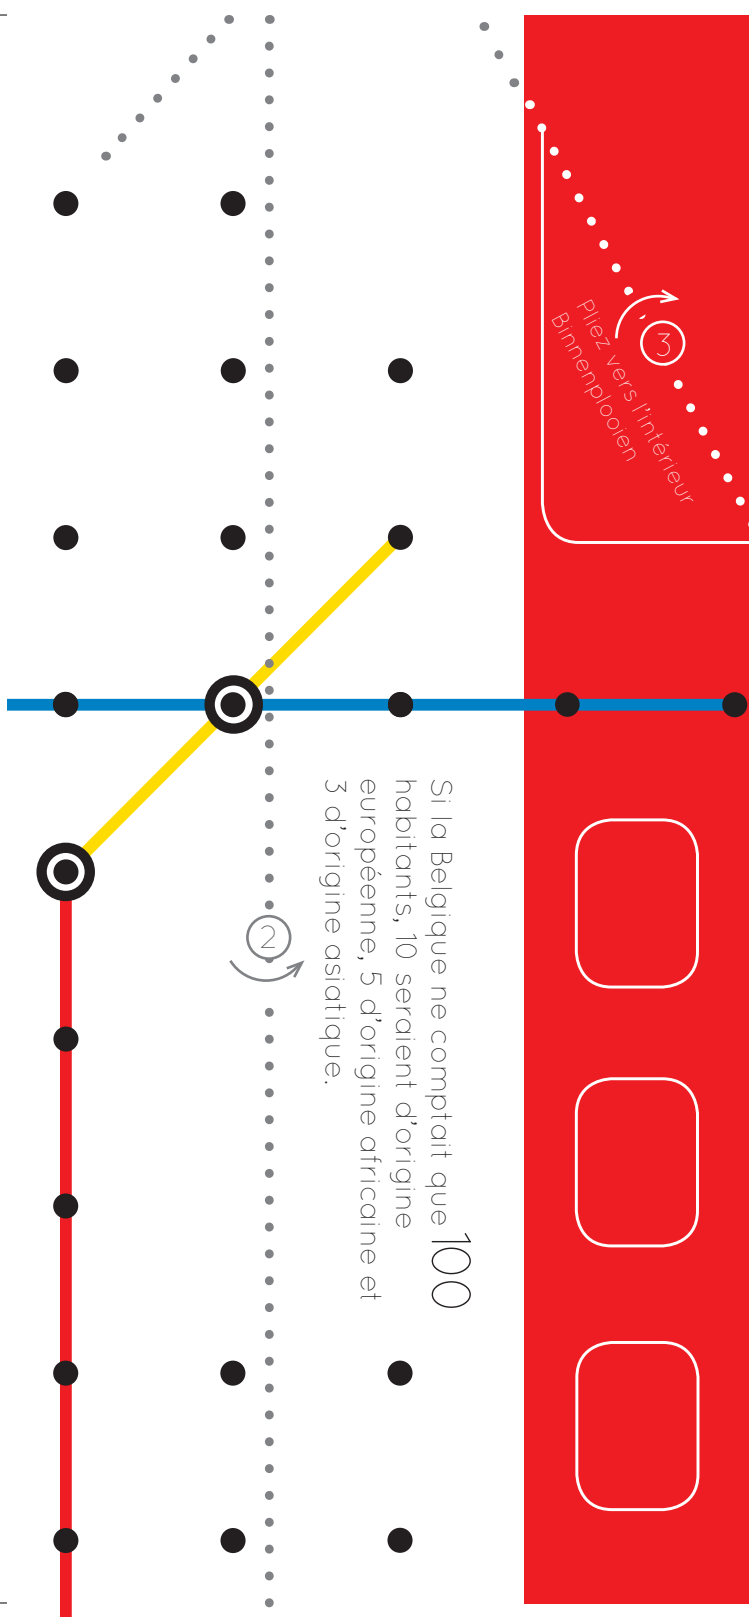 Si la Belgique ne comptait que 100
habitants, 10 seraient d'origine
européenne, 5 d'origine africaine et
3 d'origine asiatique.
2
3
Pliez vers l'intérieur
Binnenplooien